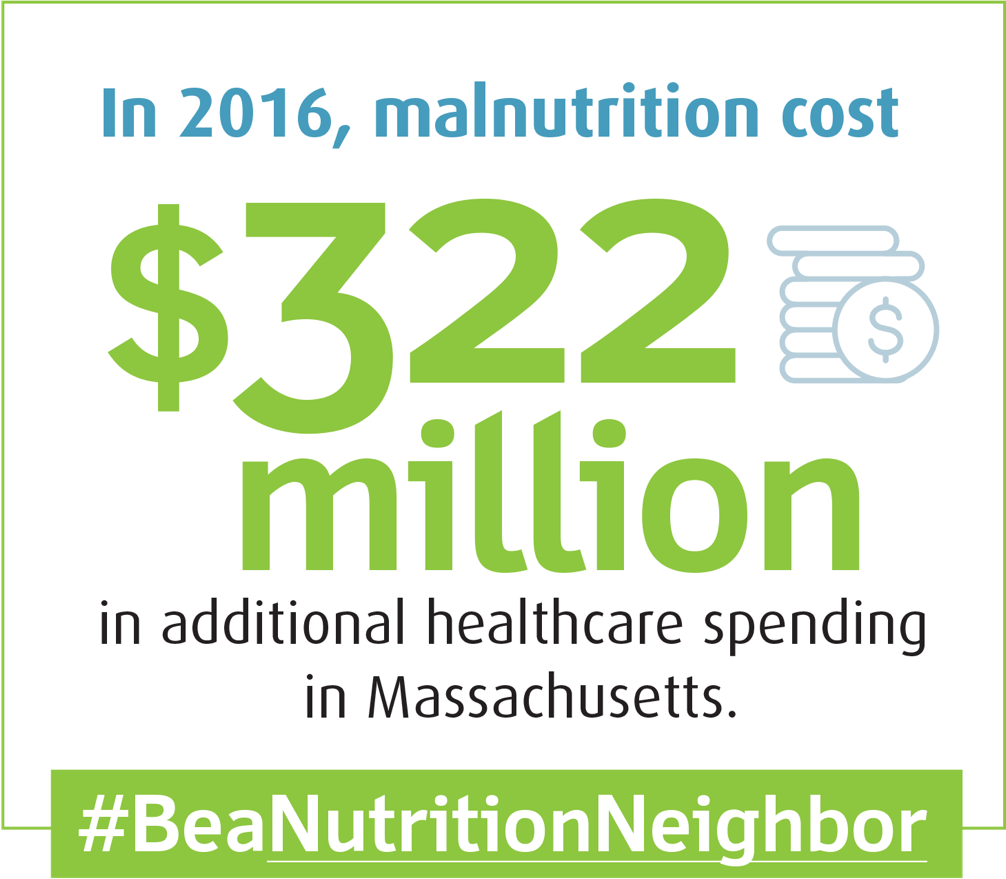 In 2016, malnutrition cost
$322
$
million
in additional healthcare spending
in Massachusetts.
#BeaNutritionNeighbor